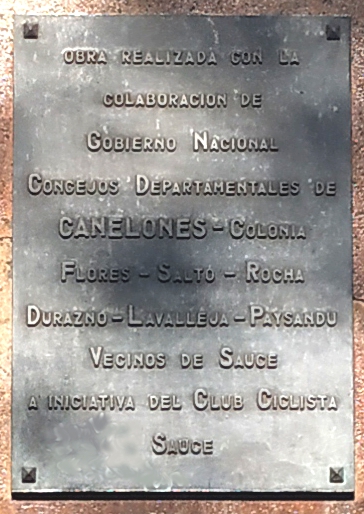 OBRA REALIZADA CON LA
COLABORACION DE
GOBIERNO NACIONAL
CONCEJOS DEPARTAMENTALES DE
CANELONES - COLONIA
FLORES - SALTO - ROCHA
DURAZNO - LAVALLEJA - PAYSANDU
VECINOS DE SAUCE
A INICIATIVA DEL CLUB CICLISTA
SAUCE